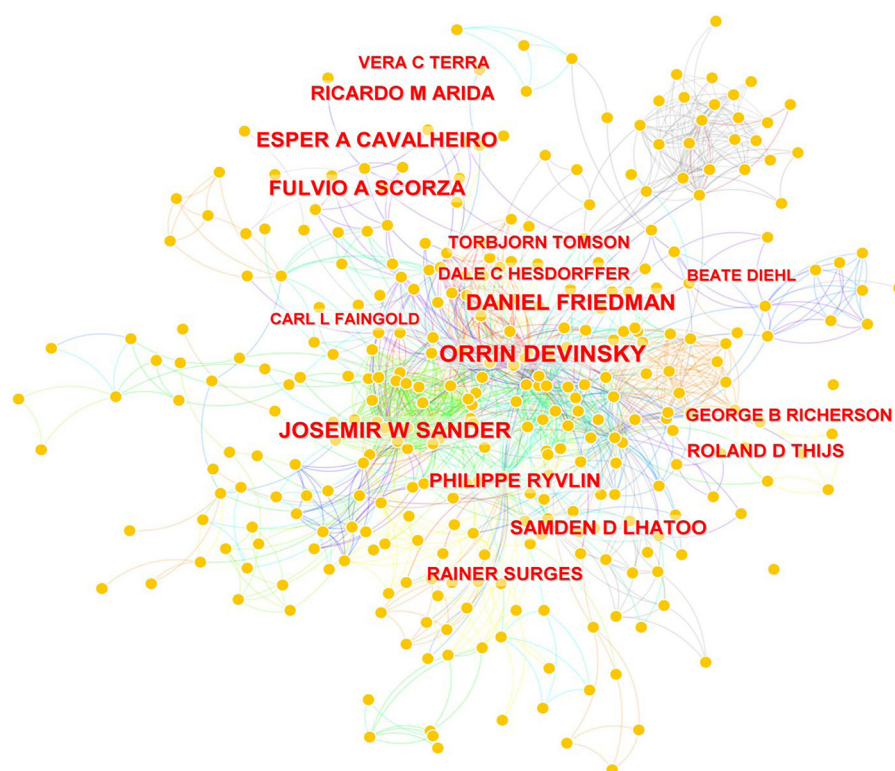 VERA C TERRA
RICARDO M ARIDA
ESPER A CAVALHEIRO
FULVIO A SCORZA
TORBJORN TOMSON
DALE C HESDORFFER
BEATE DIEHL
DANIEL FRIEDMAN
CARL L FAINGOLD
ORRIN DEVINSKY
GEORGE B RICHERSON
JOSEMIR W SANDER
ROLAND D THIJS
PHILIPPE RYVLIN
SAMDEN D LHATOO
RAINER SURGES